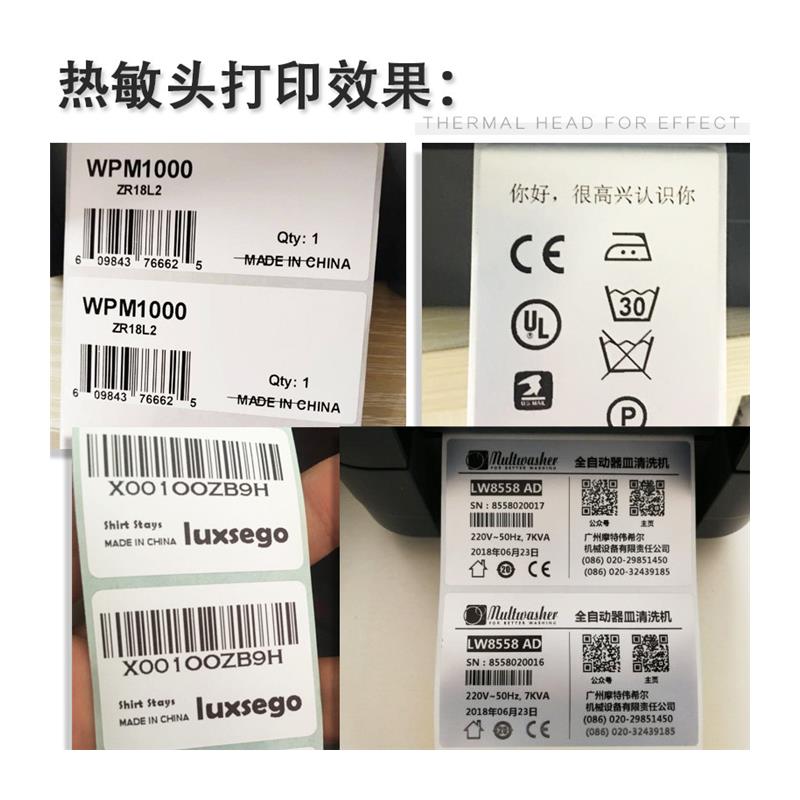 热敏头打印效果：
THERMAL HEAD FOR EFFECT
WPM1000
ZR18L2
6 09843 76662 5
Qty: 1
MADE IN CHINA
WPM1000
ZR18L2
6 09843 76662 5
Qty: 1
MADE IN CHINA
你好，很高兴认识你
CE
UL
30
U.S. MAIL
P
X001OOZB9H
Shirt Stays
MADE IN CHINA
luxsego
X001OOZB9H
Shirt Stays
MADE IN CHINA
luxsego
Multwasher
FOR BETTER WASHING
全自动器皿清洗机
LW8558 AD
SN：8558020017
220V~50Hz, 7KVA
2018年06月23日
20
CE
公众号
主页
广州摩特伟希尔
机械设备有限责任公司
(086) 020-29851450
(086) 020-32439185
Multwasher
FOR BETTER WASHING
全自动器皿清洗机
LW8558 AD
SN：8558020016
220V~50Hz, 7KVA
2018年06月23日
20
CE
公众号
主页
广州摩特伟希尔
机械设备有限责任公司
(086) 020-29851450
(086) 020-32439185